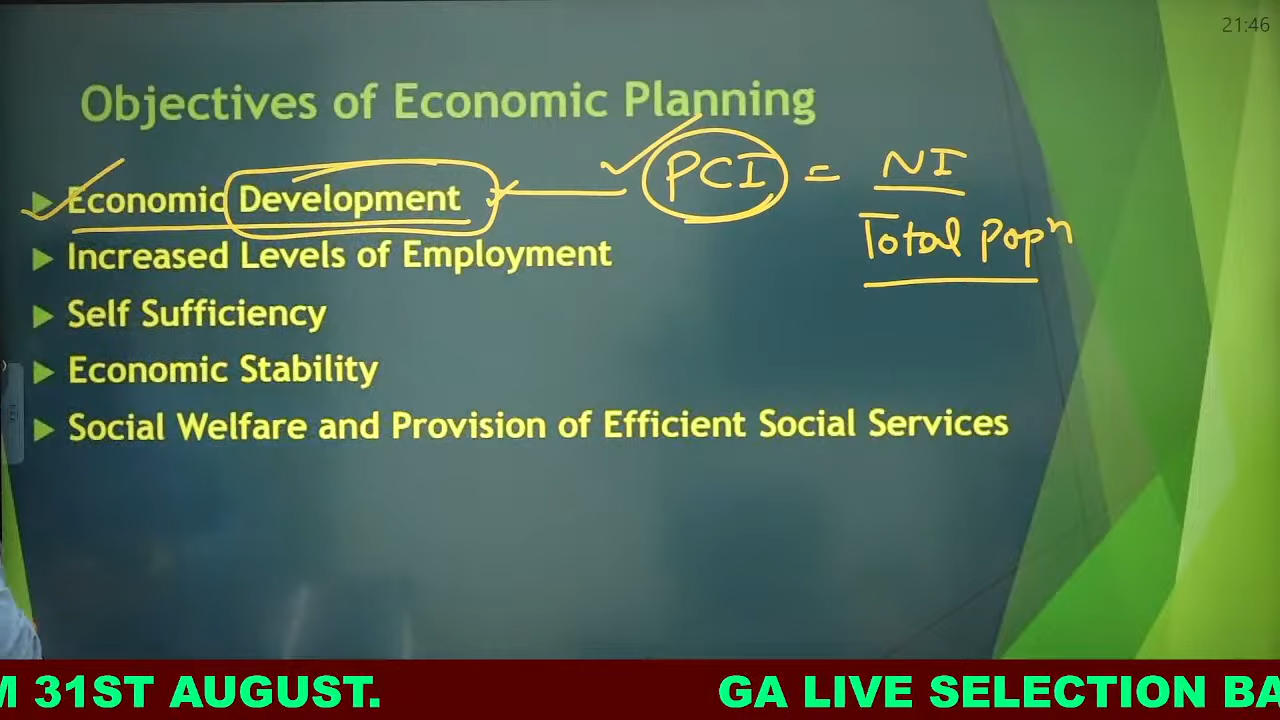 21:46
Objectives of Economic Planning
Economic Development
PCI = NI
Total Popn
Increased Levels of Employment
Self Sufficiency
Economic Stability
Social Welfare and Provision of Efficient Social Services
M 31ST AUGUST. GA LIVE SELECTION BA